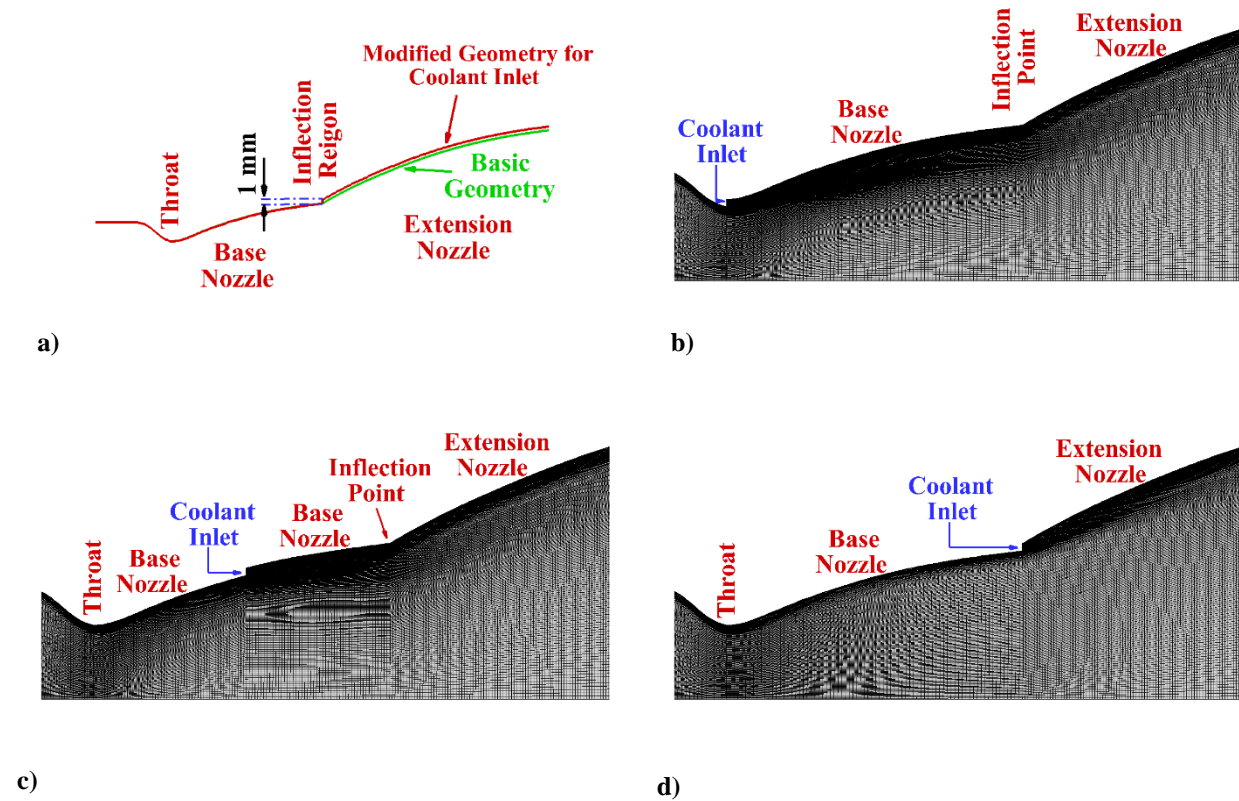 Modified Geometry for
Coolant Inlet
Inflection
Reigon
1 mm
Throat
Basic
Geometry
Base
Nozzle
Extension
Nozzle
a)
Extension
Nozzle
Inflection
Point
Base
Nozzle
Coolant
Inlet
b)
Extension
Nozzle
Inflection
Point
Coolant
Inlet
Base
Nozzle
Base
Nozzle
Throat
c)
Extension
Nozzle
Coolant
Inlet
Base
Nozzle
Throat
d)